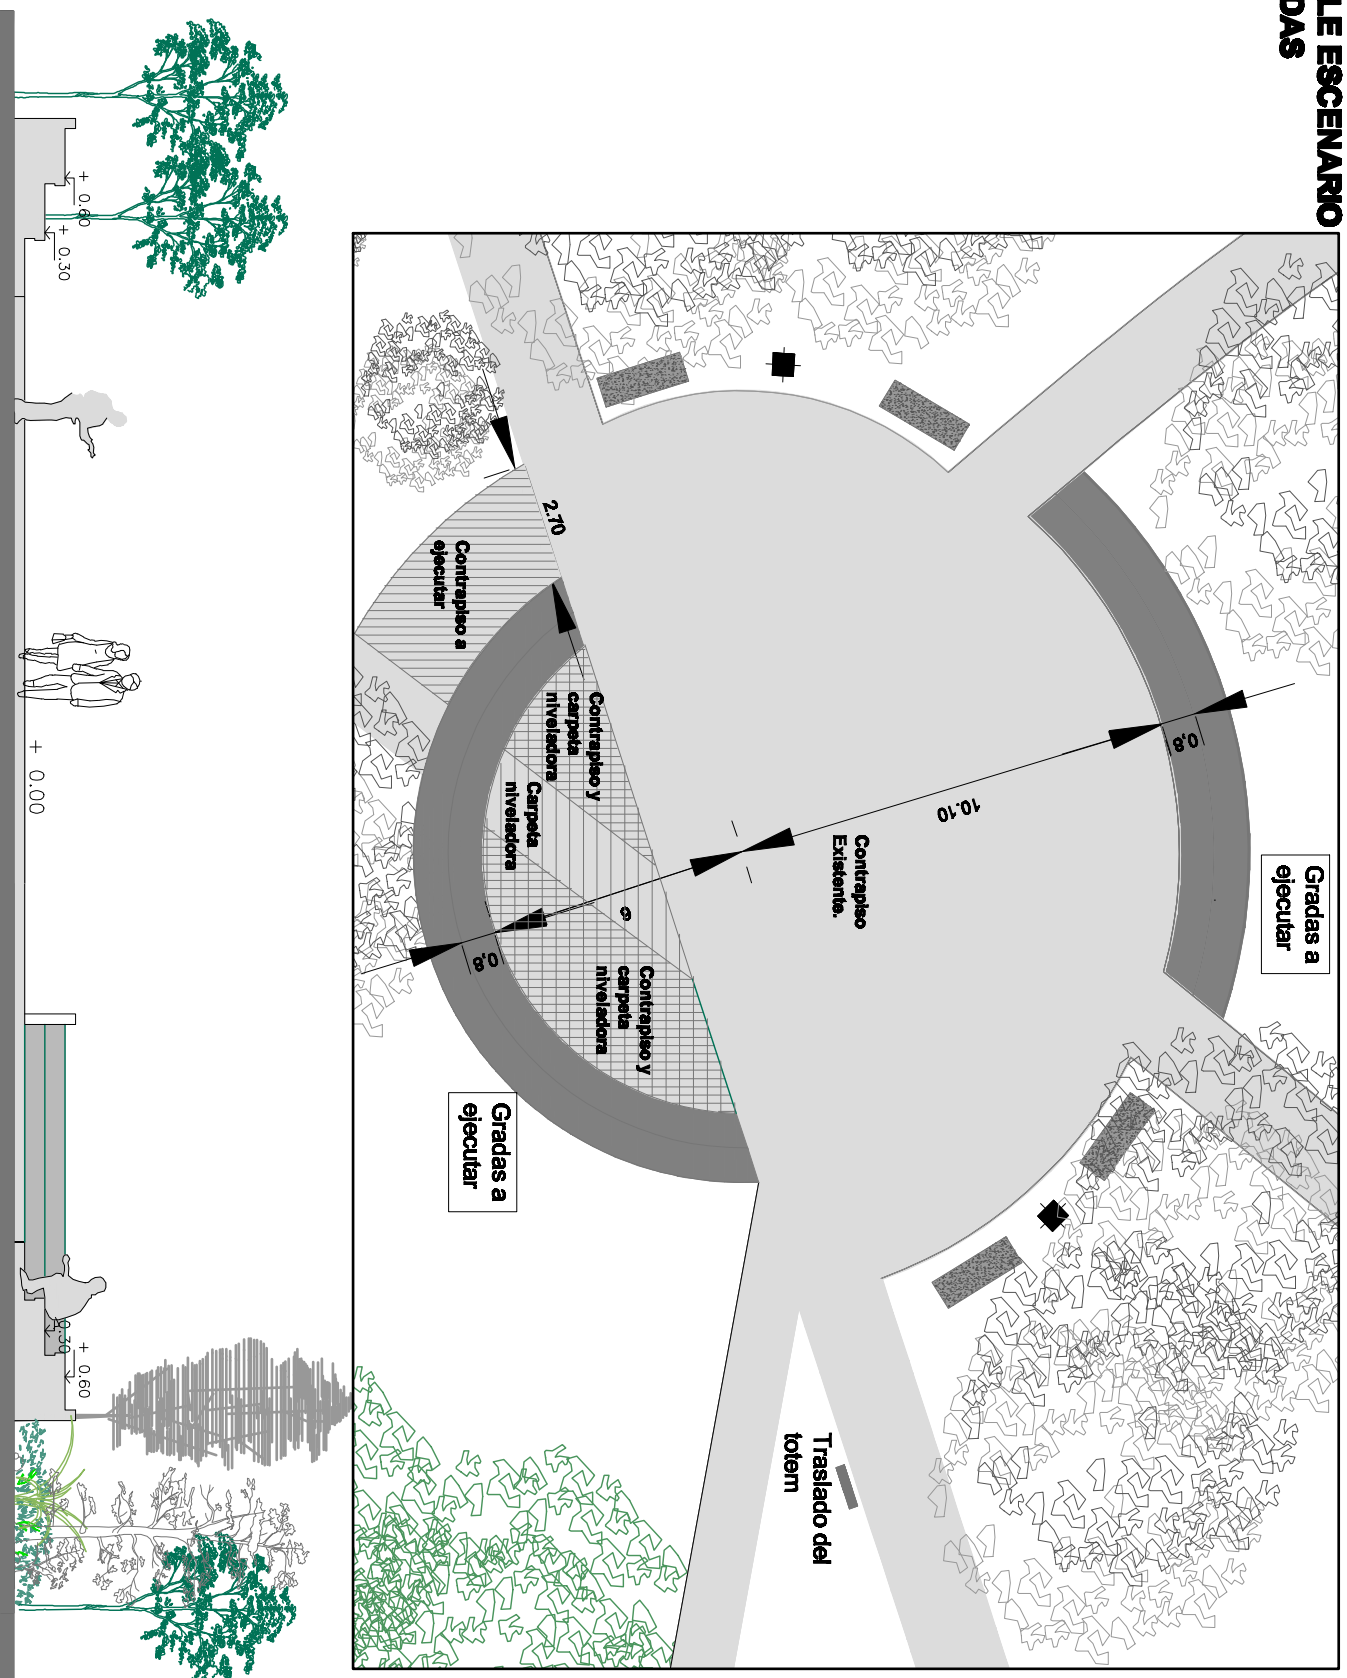 LE ESCENARIO
DAS
Gradas a
ejecutar
0,8
10.10
Contrapiso
Existente.
2.70
Contrapiso a
ejecutar
Contrapiso y
carpeta
niveladora
Carpeta
niveladora
Contrapiso y
carpeta
niveladora
0,8
Gradas a
ejecutar
Traslado del
totem
+ 0.60
+ 0.30
+ 0.00
0.30
+ 0.60